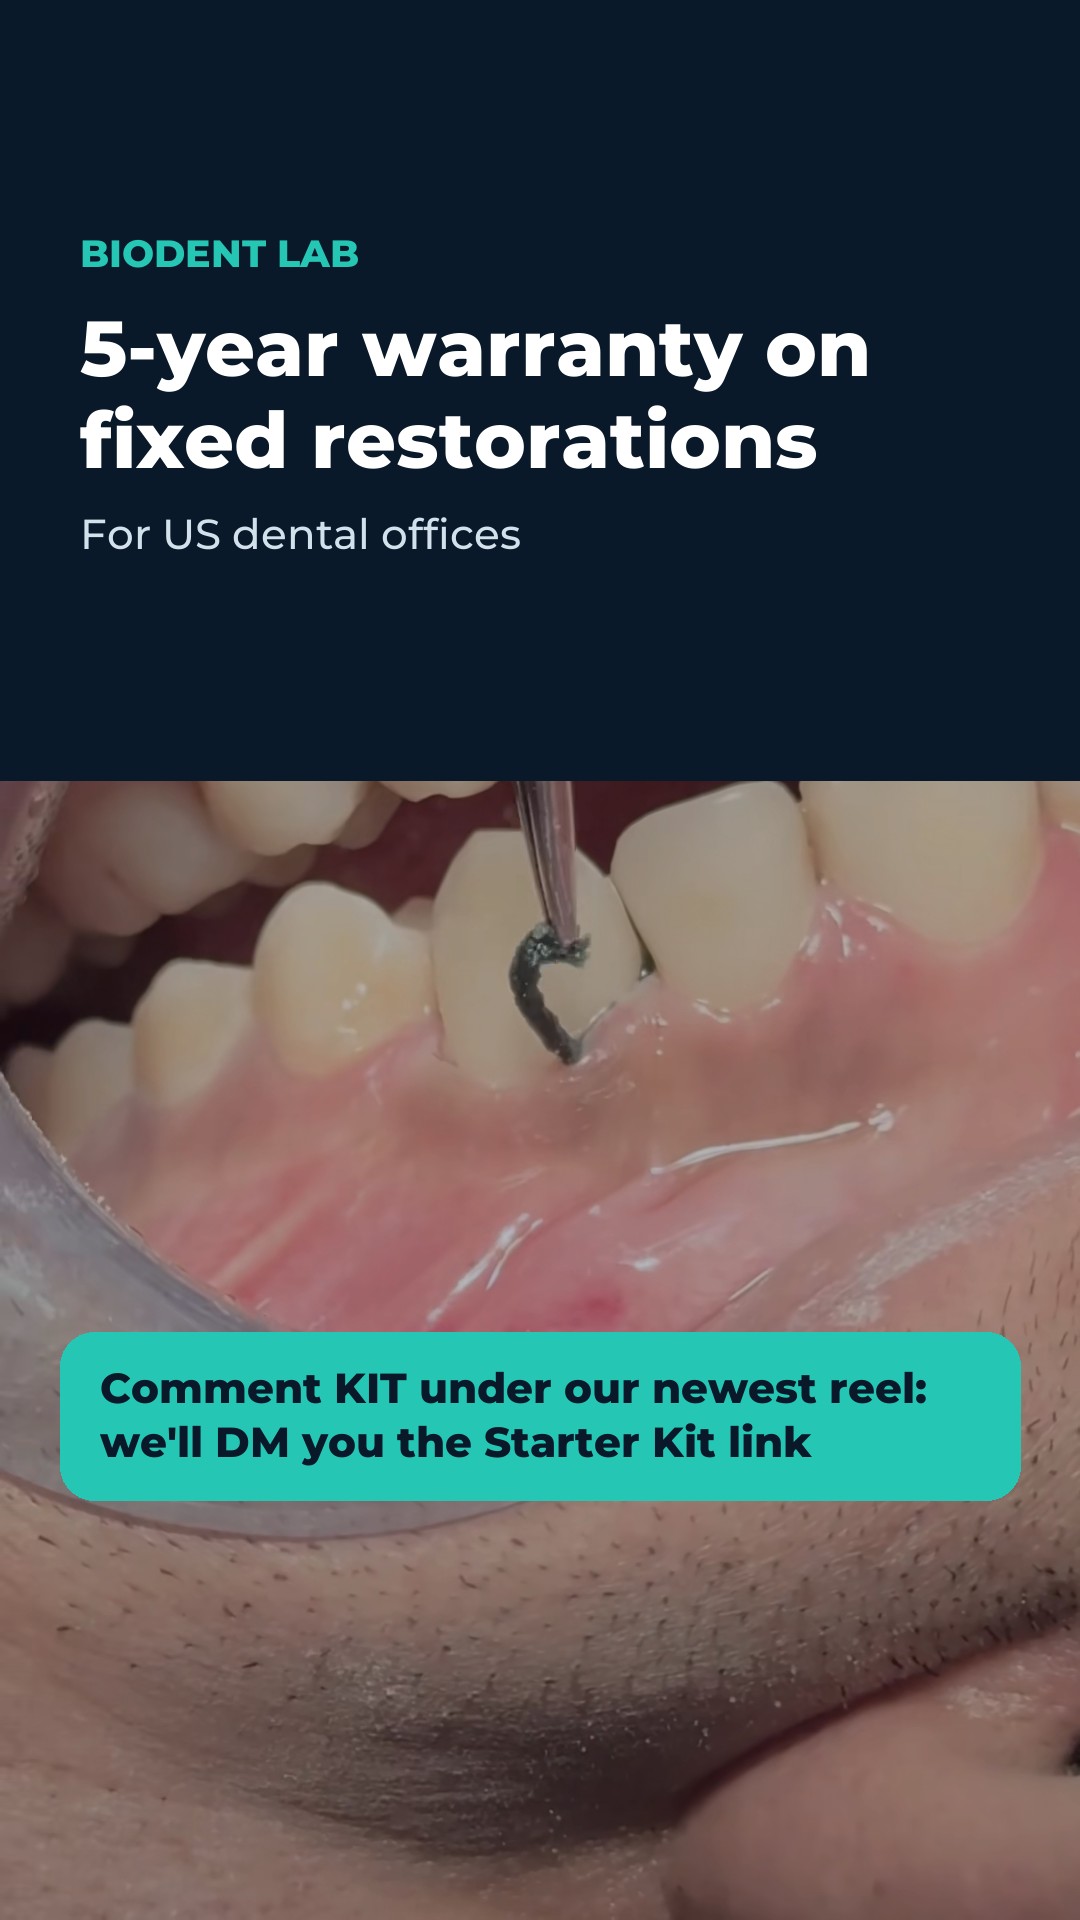 BIODENT LAB
5-year warranty on
fixed restorations
For US dental offices
Comment KIT under our newest reel:
we'll DM you the Starter Kit link